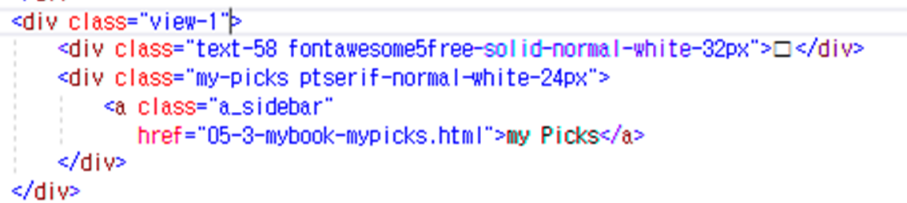 <div class="view-1">
<div class="text-58 fontawesome5free-solid-normal-white-32px">□</div>
<div class="my-picks ptserif-normal-white-24px">
<a class="a_sidebar"
href="05-3-mybook-mypicks.html">my Picks</a>
</div>
</div>